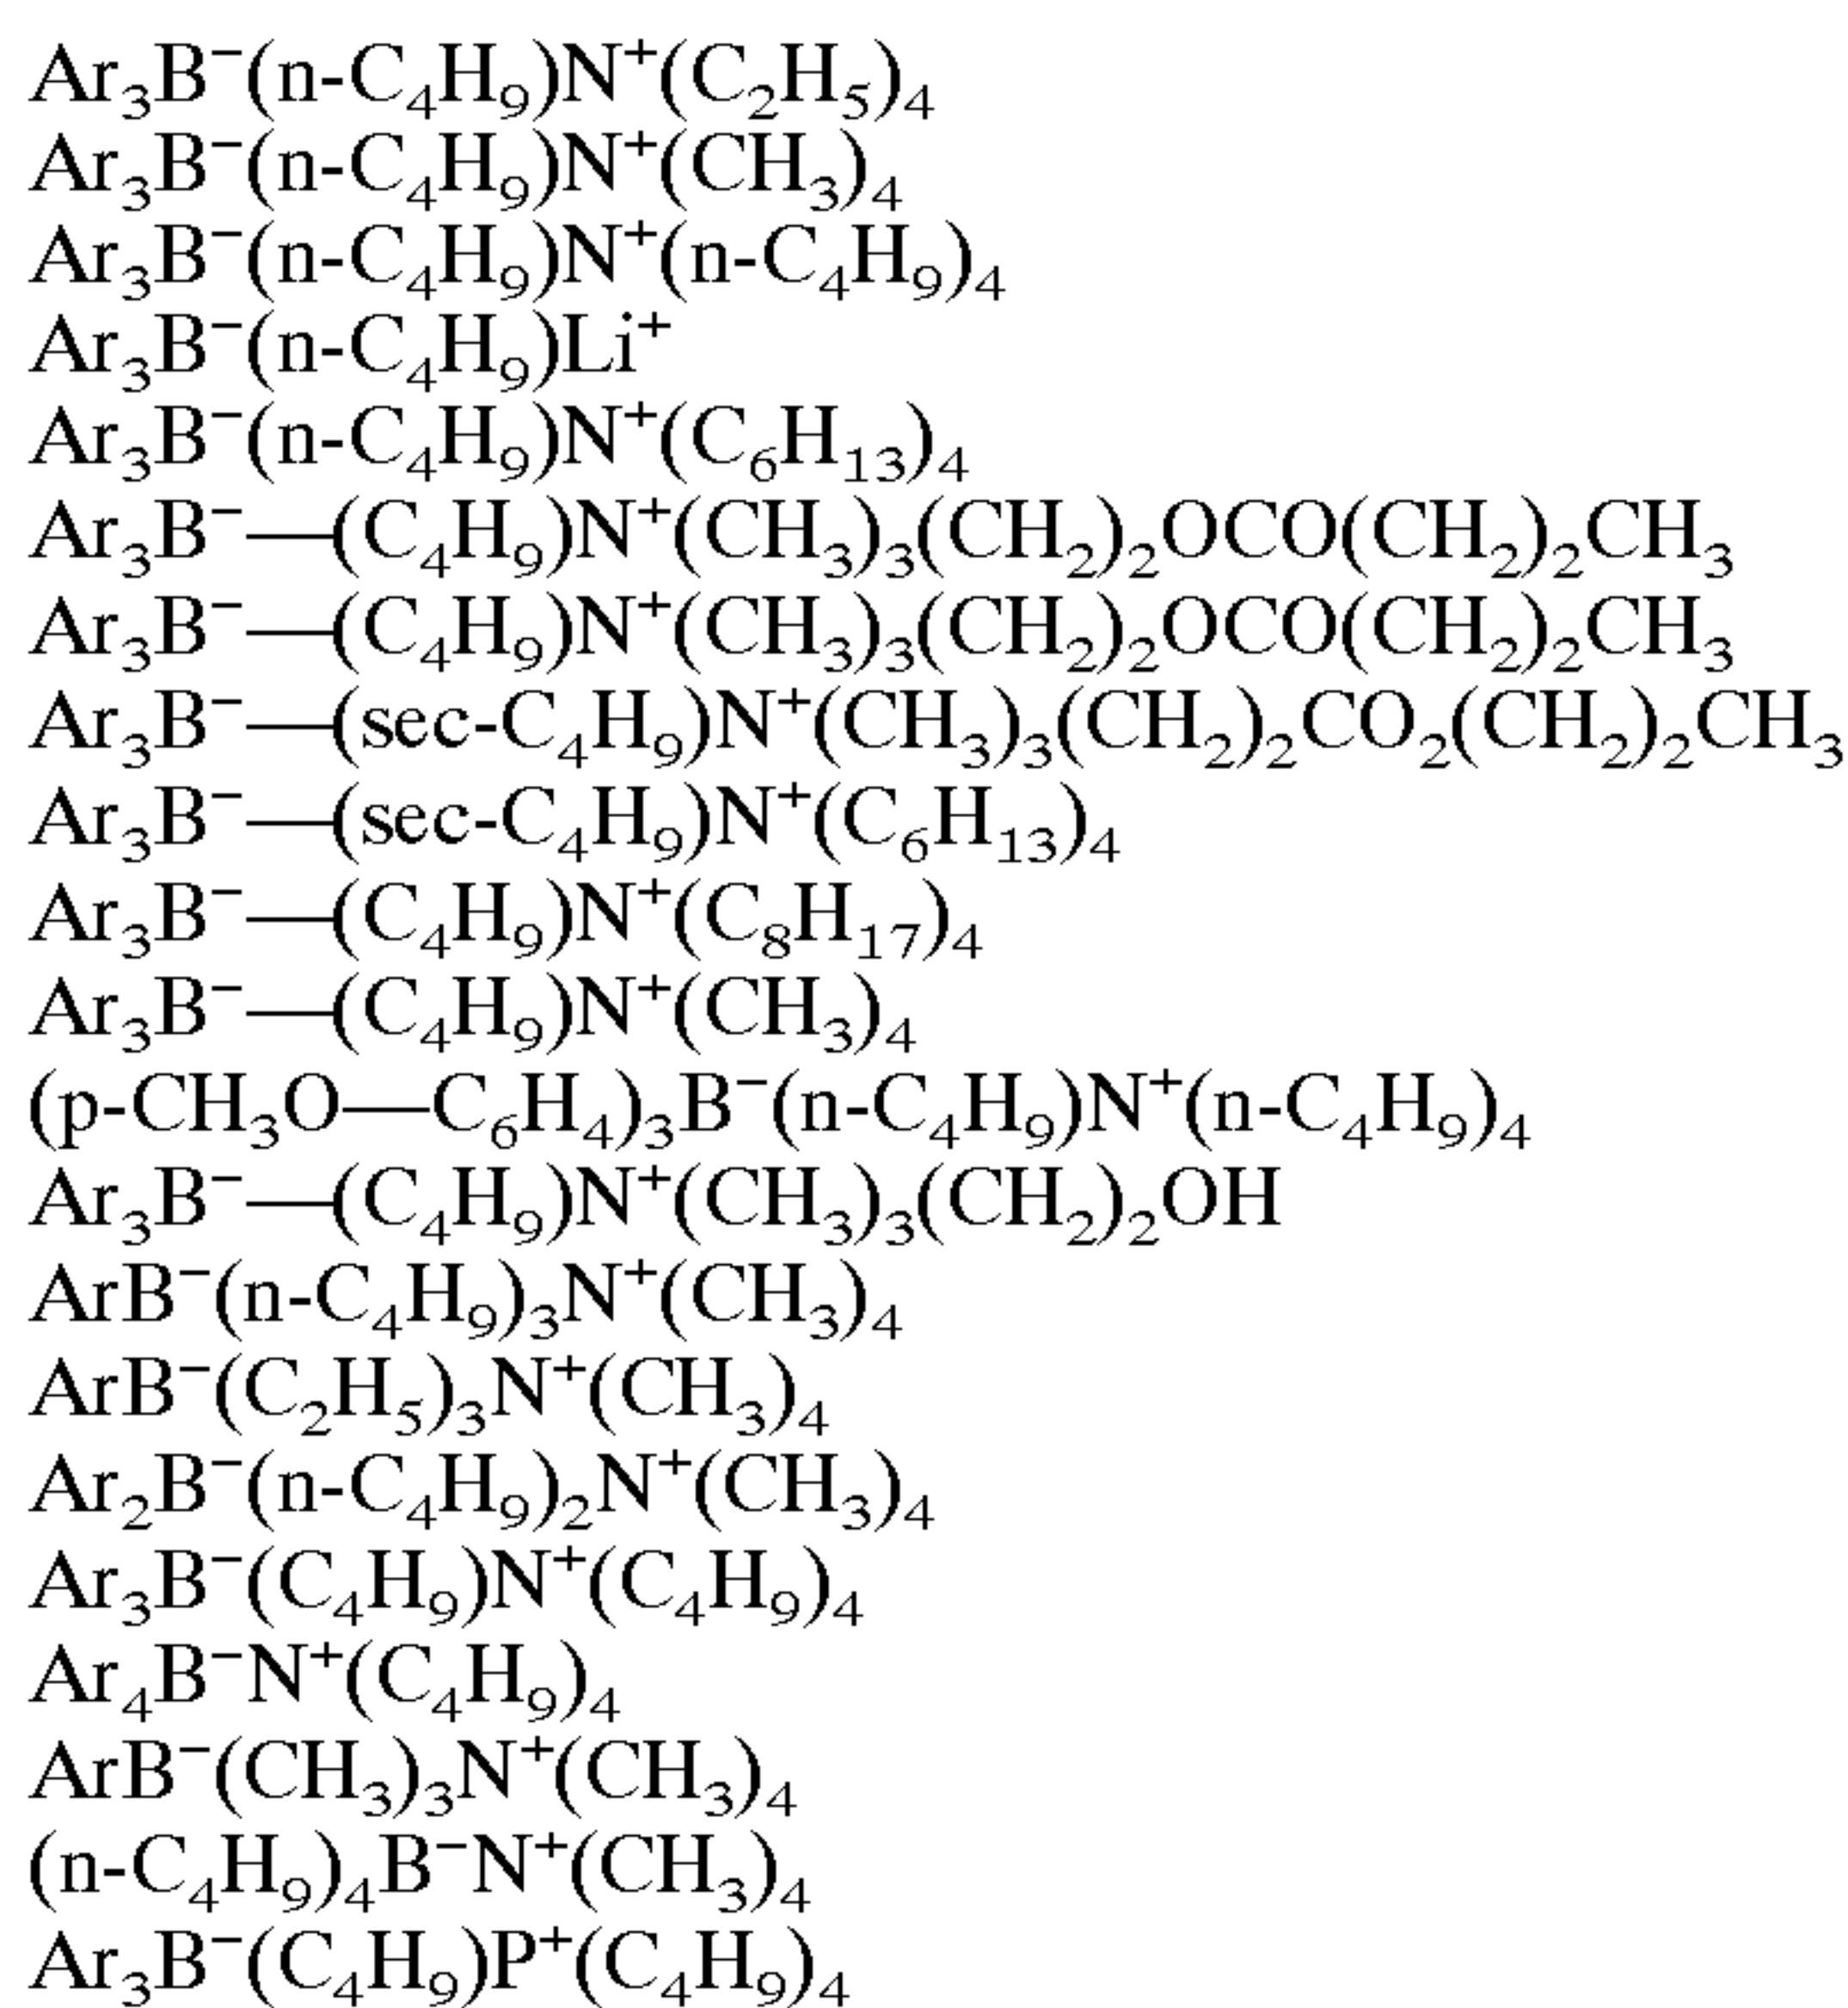 Ar₃B⁻(n-C₄H₉)N⁺(C₂H₅)₄
Ar₃B⁻(n-C₄H₉)N⁺(CH₃)₄
Ar₃B⁻(n-C₄H₉)N⁺(n-C₄H₉)₄
Ar₃B⁻(n-C₄H₉)Li⁺
Ar₃B⁻(n-C₄H₉)N⁺(C₆H₁₃)₄
Ar₃B⁻—(C₄H₉)N⁺(CH₃)₃(CH₂)₂OCO(CH₂)₂CH₃
Ar₃B⁻—(C₄H₉)N⁺(CH₃)₃(CH₂)₂OCO(CH₂)₂CH₃
Ar₃B⁻—(sec-C₄H₉)N⁺(CH₃)₃(CH₂)₂CO₂(CH₂)₂CH₃
Ar₃B⁻—(sec-C₄H₉)N⁺(C₆H₁₃)₄
Ar₃B⁻—(C₄H₉)N⁺(C₈H₁₇)₄
Ar₃B⁻—(C₄H₉)N⁺(CH₃)₄
(p-CH₃O—C₆H₄)₃B⁻(n-C₄H₉)N⁺(n-C₄H₉)₄
Ar₃B⁻—(C₄H₉)N⁺(CH₃)₃(CH₂)₂OH
ArB⁻(n-C₄H₉)₃N⁺(CH₃)₄
ArB⁻(C₂H₅)₃N⁺(CH₃)₄
Ar₂B⁻(n-C₄H₉)₂N⁺(CH₃)₄
Ar₃B⁻(C₄H₉)N⁺(C₄H₉)₄
Ar₄B⁻N⁺(C₄H₉)₄
ArB⁻(CH₃)₃N⁺(CH₃)₄
(n-C₄H₉)₄B⁻N⁺(CH₃)₄
Ar₃B⁻(C₄H₉)P⁺(C₄H₉)₄